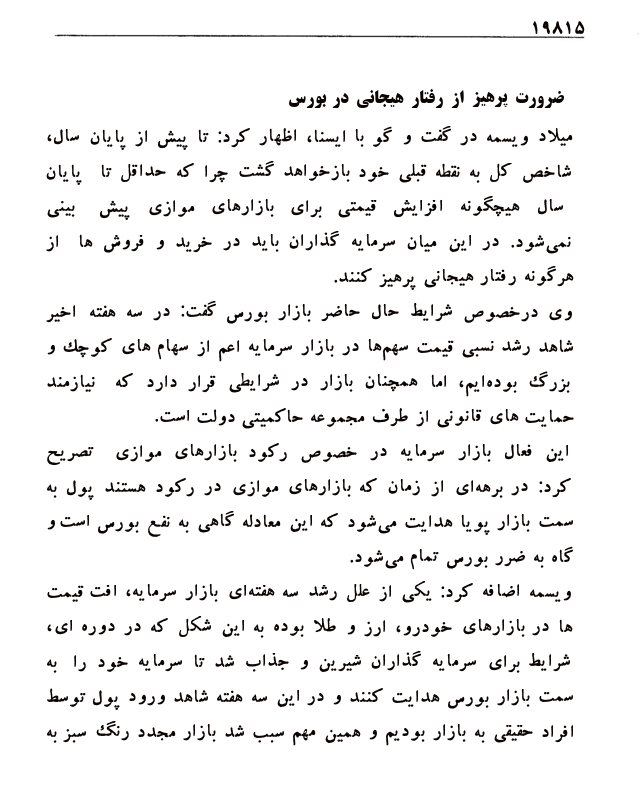 ۱۹۸۱۵
ضرورت پرهیز از رفتار هیجانی در بورس
میلاد ویسمه در گفت و گو با ایسنا، اظهار کرد: تا پیش از پایان سال،
شاخص کل به نقطه قبلی خود بازخواهد گشت چرا که حداقل تا پایان
سال هیچگونه افزایش قیمتی برای بازارهای موازی پیش بینی
نمی‌شود. در این میان سرمایه گذاران باید در خرید و فروش ها از
هرگونه رفتار هیجانی پرهیز کنند.
وی درخصوص شرایط حال حاضر بازار بورس گفت: در سه هفته اخیر
شاهد رشد نسبی قیمت سهم‌ها در بازار سرمایه اعم از سهام های کوچک و
بزرگ بوده‌ایم، اما همچنان بازار در شرایطی قرار دارد که نیازمند
حمایت های قانونی از طرف مجموعه حاکمیتی دولت است.
این فعال بازار سرمایه در خصوص رکود بازارهای موازی تصریح
کرد: در برهه‌ای از زمان که بازارهای موازی در رکود هستند پول به
سمت بازار پویا هدایت می‌شود که این معادله گاهی به نفع بورس است و
گاه به ضرر بورس تمام می‌شود.
ویسمه اضافه کرد: یکی از علل رشد سه هفته‌ای بازار سرمایه، افت قیمت
ها در بازارهای خودرو، ارز و طلا بوده به این شکل که در دوره ای،
شرایط برای سرمایه گذاران شیرین و جذاب شد تا سرمایه خود را به
سمت بازار بورس هدایت کنند و در این سه هفته شاهد ورود پول توسط
افراد حقیقی به بازار بودیم و همین مهم سبب شد بازار مجدد رنگ سبز به